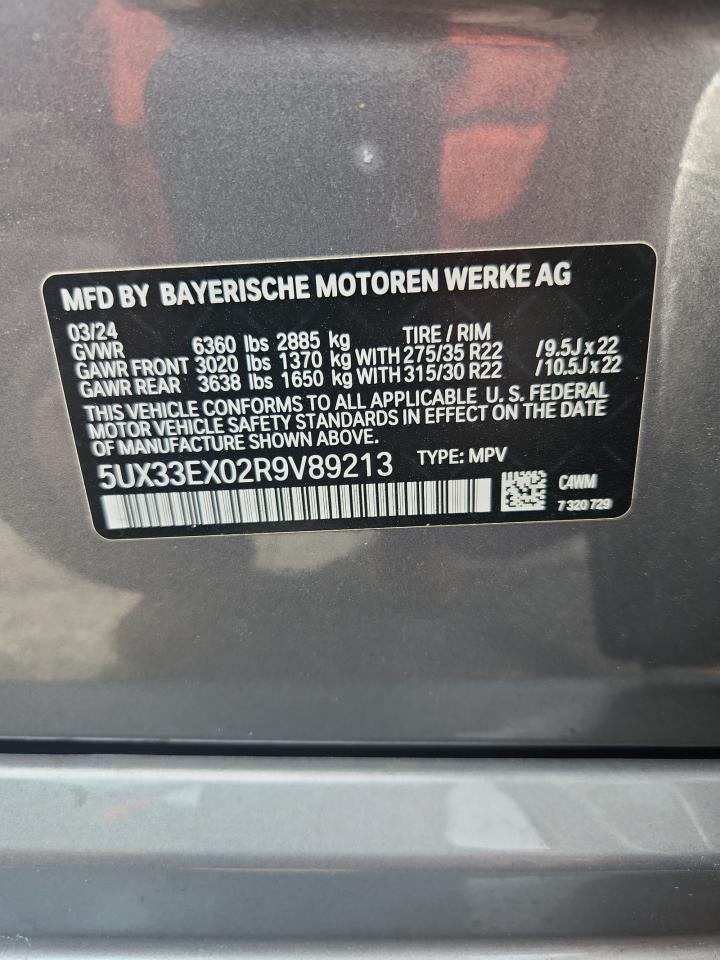 MFD BY BAYERISCHE MOTOREN WERKE AG
03/24 TIRE / RIM
GVWR 6360 lbs 2885 kg
GAWR FRONT 3020 lbs 1370 kg WITH 275/35 R22 /9.5J x 22
GAWR REAR 3638 lbs 1650 kg WITH 315/30 R22 /10.5J x 22
THIS VEHICLE CONFORMS TO ALL APPLICABLE U. S. FEDERAL
MOTOR VEHICLE SAFETY STANDARDS IN EFFECT ON THE DATE
OF MANUFACTURE SHOWN ABOVE.
5UX33EX02R9V89213 TYPE: MPV
C4WM
7 320 729